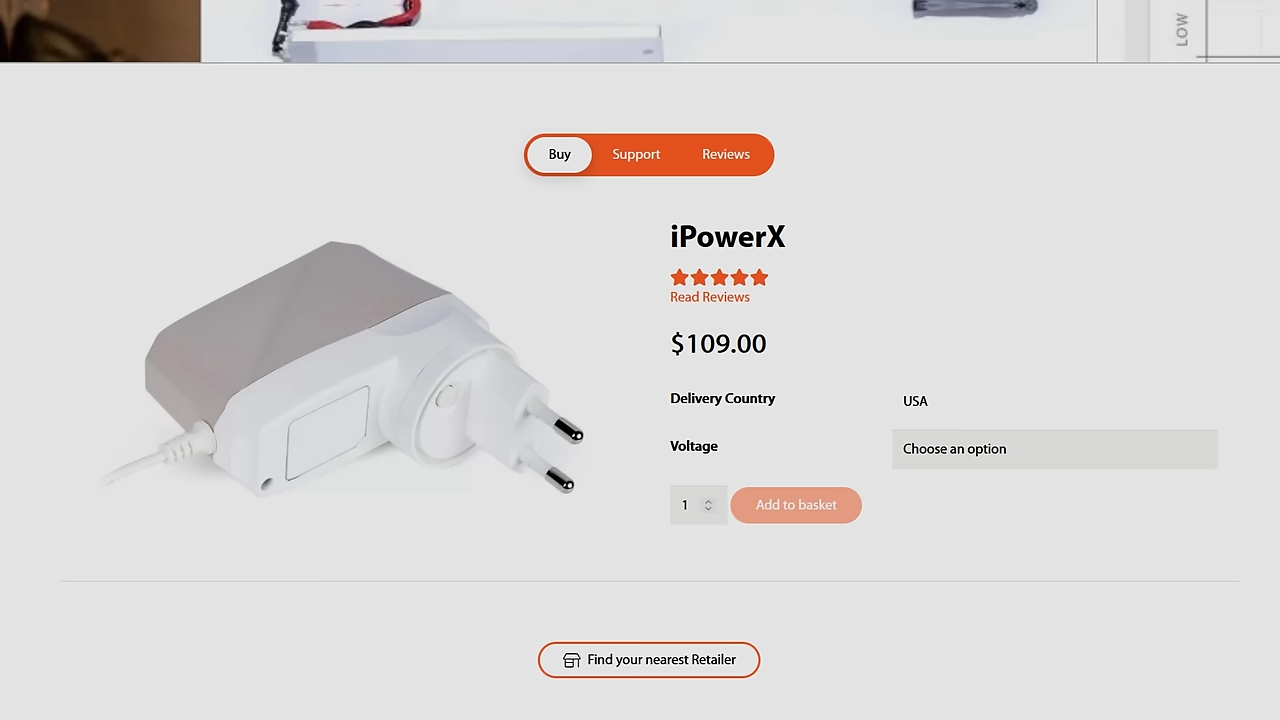 LOW
Buy Support Reviews
iPowerX
Read Reviews
$109.00
Delivery Country USA
Voltage Choose an option
1 Add to basket
Find your nearest Retailer